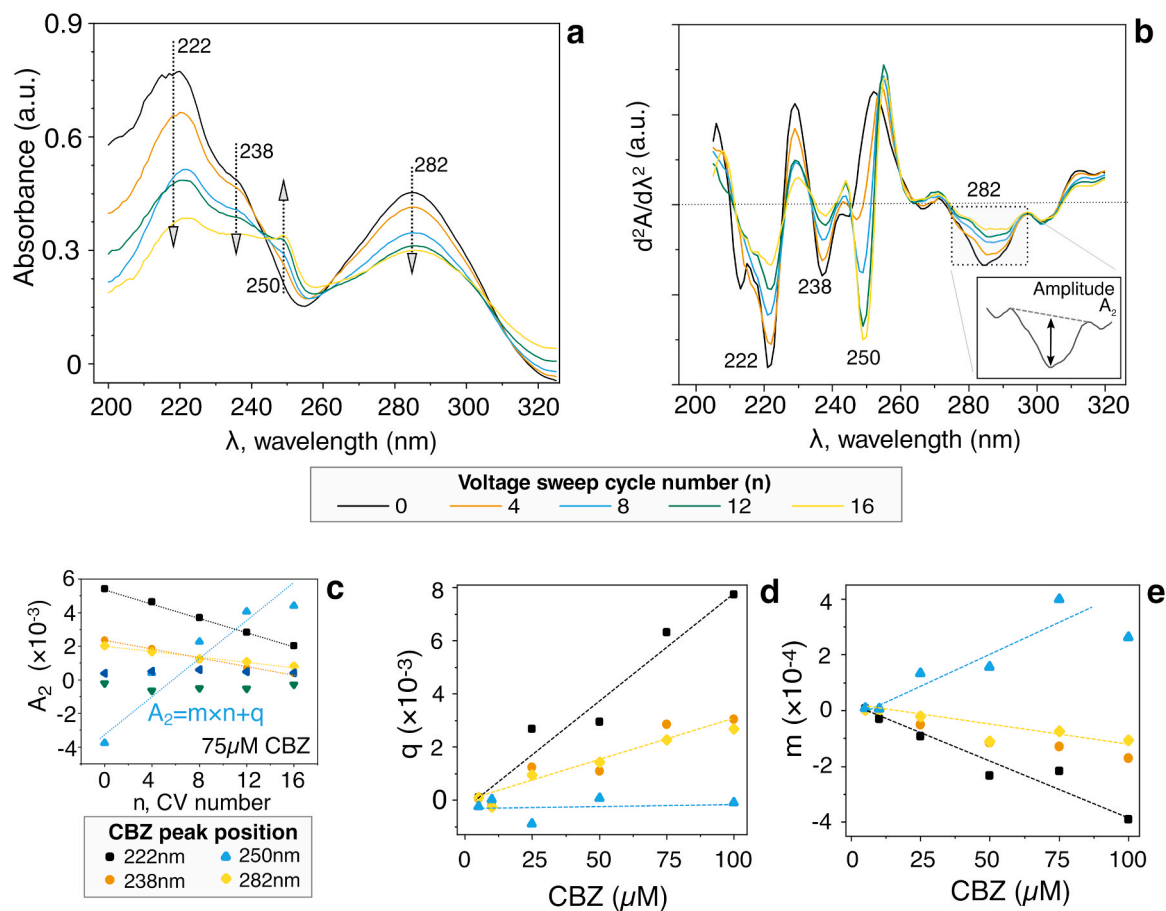 a
0.9
0.6
0.3
0
Absorbance (a.u.)
222
238
250
282
200 220 240 260 280 300 320
λ, wavelength (nm)
b
d²A/dλ² (a.u.)
222
238
250
282
Amplitude
A₂
200 220 240 260 280 300 320
λ, wavelength (nm)
Voltage sweep cycle number (n)
0 4 8 12 16
c
A₂ (×10⁻³)
6
4
2
0
-2
-4
A₂=m×n+q
75μM CBZ
0 4 8 12 16
n, CV number
CBZ peak position
222nm 250nm
238nm 282nm
d
q (×10⁻³)
8
6
4
2
0
0 25 50 75 100
CBZ (μM)
e
m (×10⁻⁴)
4
2
0
-2
-4
0 25 50 75 100
CBZ (μM)